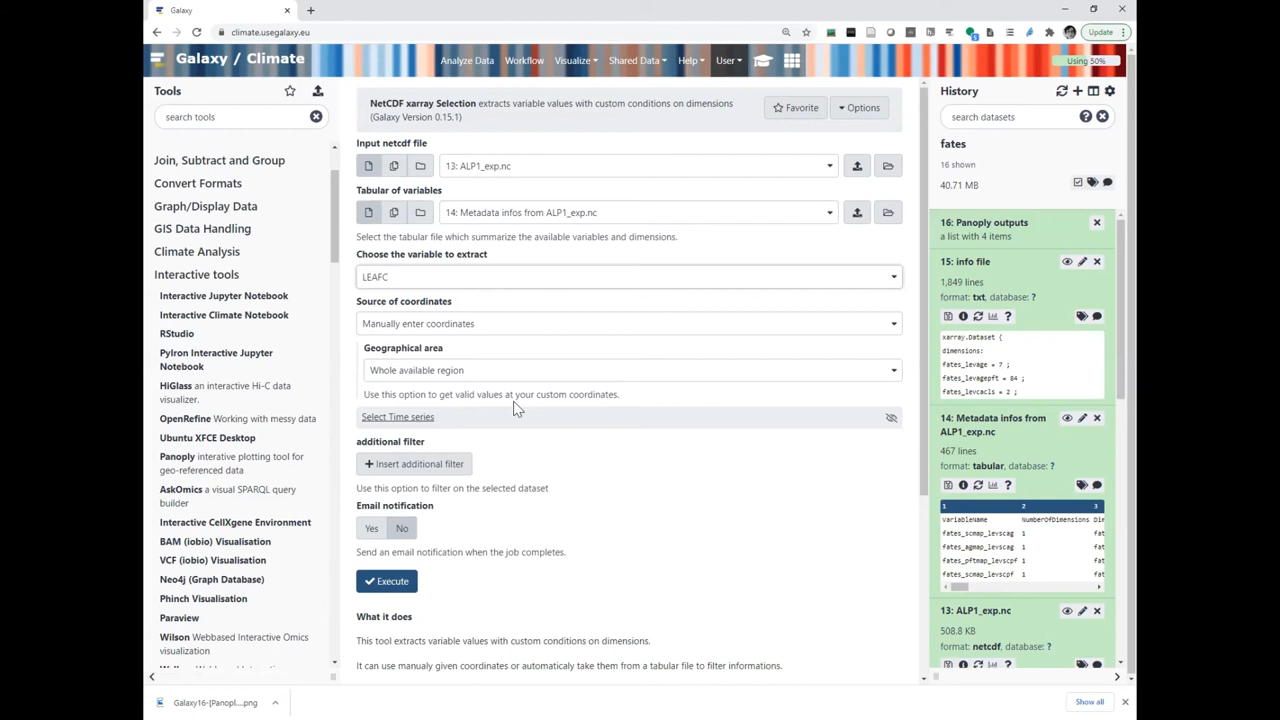 Galaxy
climate.usegalaxy.eu
Update
Galaxy / Climate
Analyze Data
Workflow
Visualize
Shared Data
Help
User
Using 50%
Tools
search tools
Join, Subtract and Group
Convert Formats
Graph/Display Data
GIS Data Handling
Climate Analysis
Interactive tools
Interactive Jupyter Notebook
Interactive Climate Notebook
RStudio
PyIron Interactive Jupyter
Notebook
HiGlass an interactive Hi-C data
visualizer.
OpenRefine Working with messy data
Ubuntu XFCE Desktop
Panoply interative plotting tool for
geo-referenced data
AskOmics a visual SPARQL query
builder
Interactive CellXgene Environment
BAM (iobio) Visualisation
VCF (iobio) Visualisation
Neo4j (Graph Database)
Phinch Visualisation
Paraview
Wilson Webbased Interactive Omics
visualization
NetCDF xarray Selection extracts variable values with custom conditions on dimensions
(Galaxy Version 0.15.1)
Favorite
Options
Input netcdf file
13: ALP1_exp.nc
Tabular of variables
14: Metadata infos from ALP1_exp.nc
Select the tabular file which summarize the available variables and dimensions.
Choose the variable to extract
LEAFC
Source of coordinates
Manually enter coordinates
Geographical area
Whole available region
Use this option to get valid values at your custom coordinates.
Select Time series
additional filter
+ Insert additional filter
Use this option to filter on the selected dataset
Email notification
Yes
No
Send an email notification when the job completes.
Execute
What it does
This tool extracts variable values with custom conditions on dimensions.
It can use manualy given coordinates or automaticaly take them from a tabular file to filter informations.
History
search datasets
fates
16 shown
40.71 MB
16: Panoply outputs
a list with 4 items
15: info file
1,849 lines
format: txt, database: ?
xarray.Dataset {
dimensions:
fates_levage = 7 ;
fates_levagepft = 84 ;
fates_levcacls = 2 ;
14: Metadata infos from
ALP1_exp.nc
467 lines
format: tabular, database: ?
1 2 3
VariableName NumberOfDimensions Dim
fates_scmap_levscag 1 fat
fates_agmap_levscag 1 fat
fates_pftmap_levscpf 1 fat
fates_scmap_levscpf 1 fat
13: ALP1_exp.nc
508.8 KB
format: netcdf, database: ?
Galaxy16-[Panopl....png
Show all